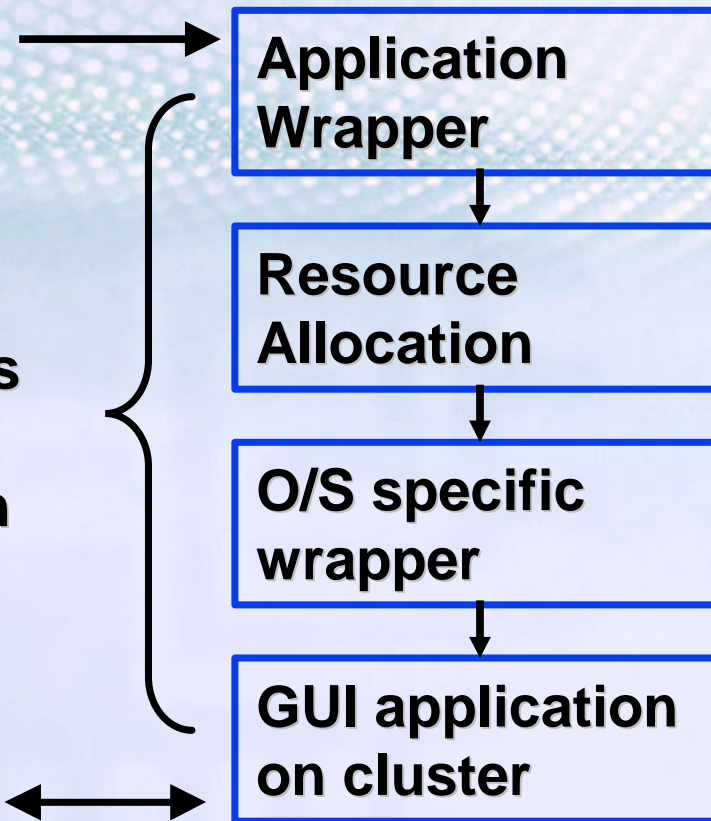 Application
Wrapper
Resource
Allocation
s
n
O/S specific
wrapper
GUI application
on cluster